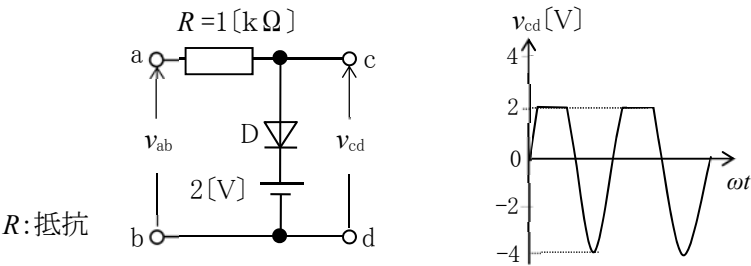 R=1〔kΩ〕
a
c
v_ab
D
v_cd
2〔V〕
R:抵抗
b
d
v_cd〔V〕
4
2
0
ωt
−2
−4